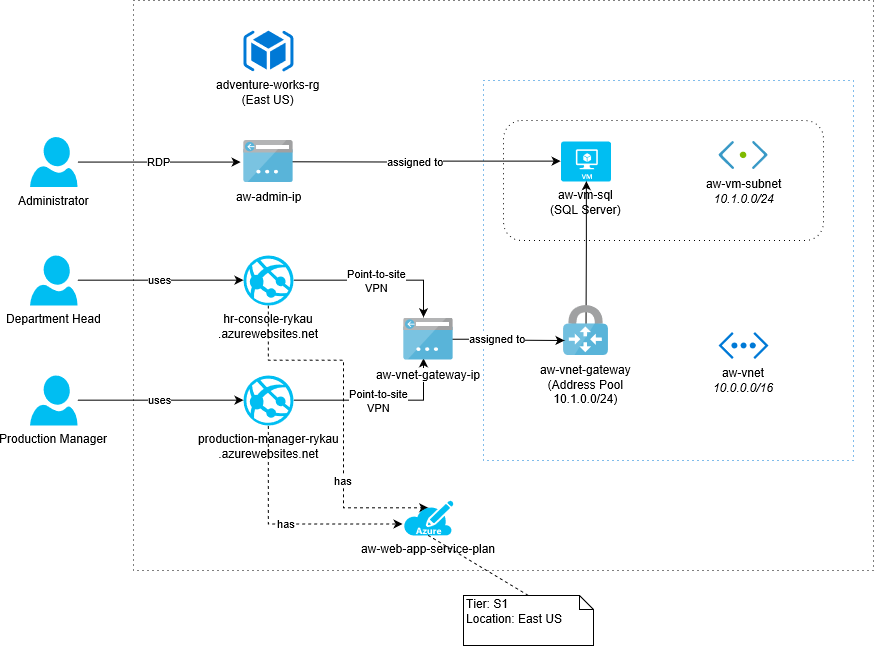 adventure-works-rg
(East US)
Administrator
RDP
aw-admin-ip
assigned to
VM
aw-vm-sql
(SQL Server)
aw-vm-subnet
10.1.0.0/24
Department Head
uses
hr-console-rykau
.azurewebsites.net
Point-to-site
VPN
aw-vnet-gateway-ip
assigned to
aw-vnet-gateway
(Address Pool
10.1.0.0/24)
aw-vnet
10.0.0.0/16
Production Manager
uses
production-manager-rykau
.azurewebsites.net
Point-to-site
VPN
has
has
Azure
aw-web-app-service-plan
Tier: S1
Location: East US